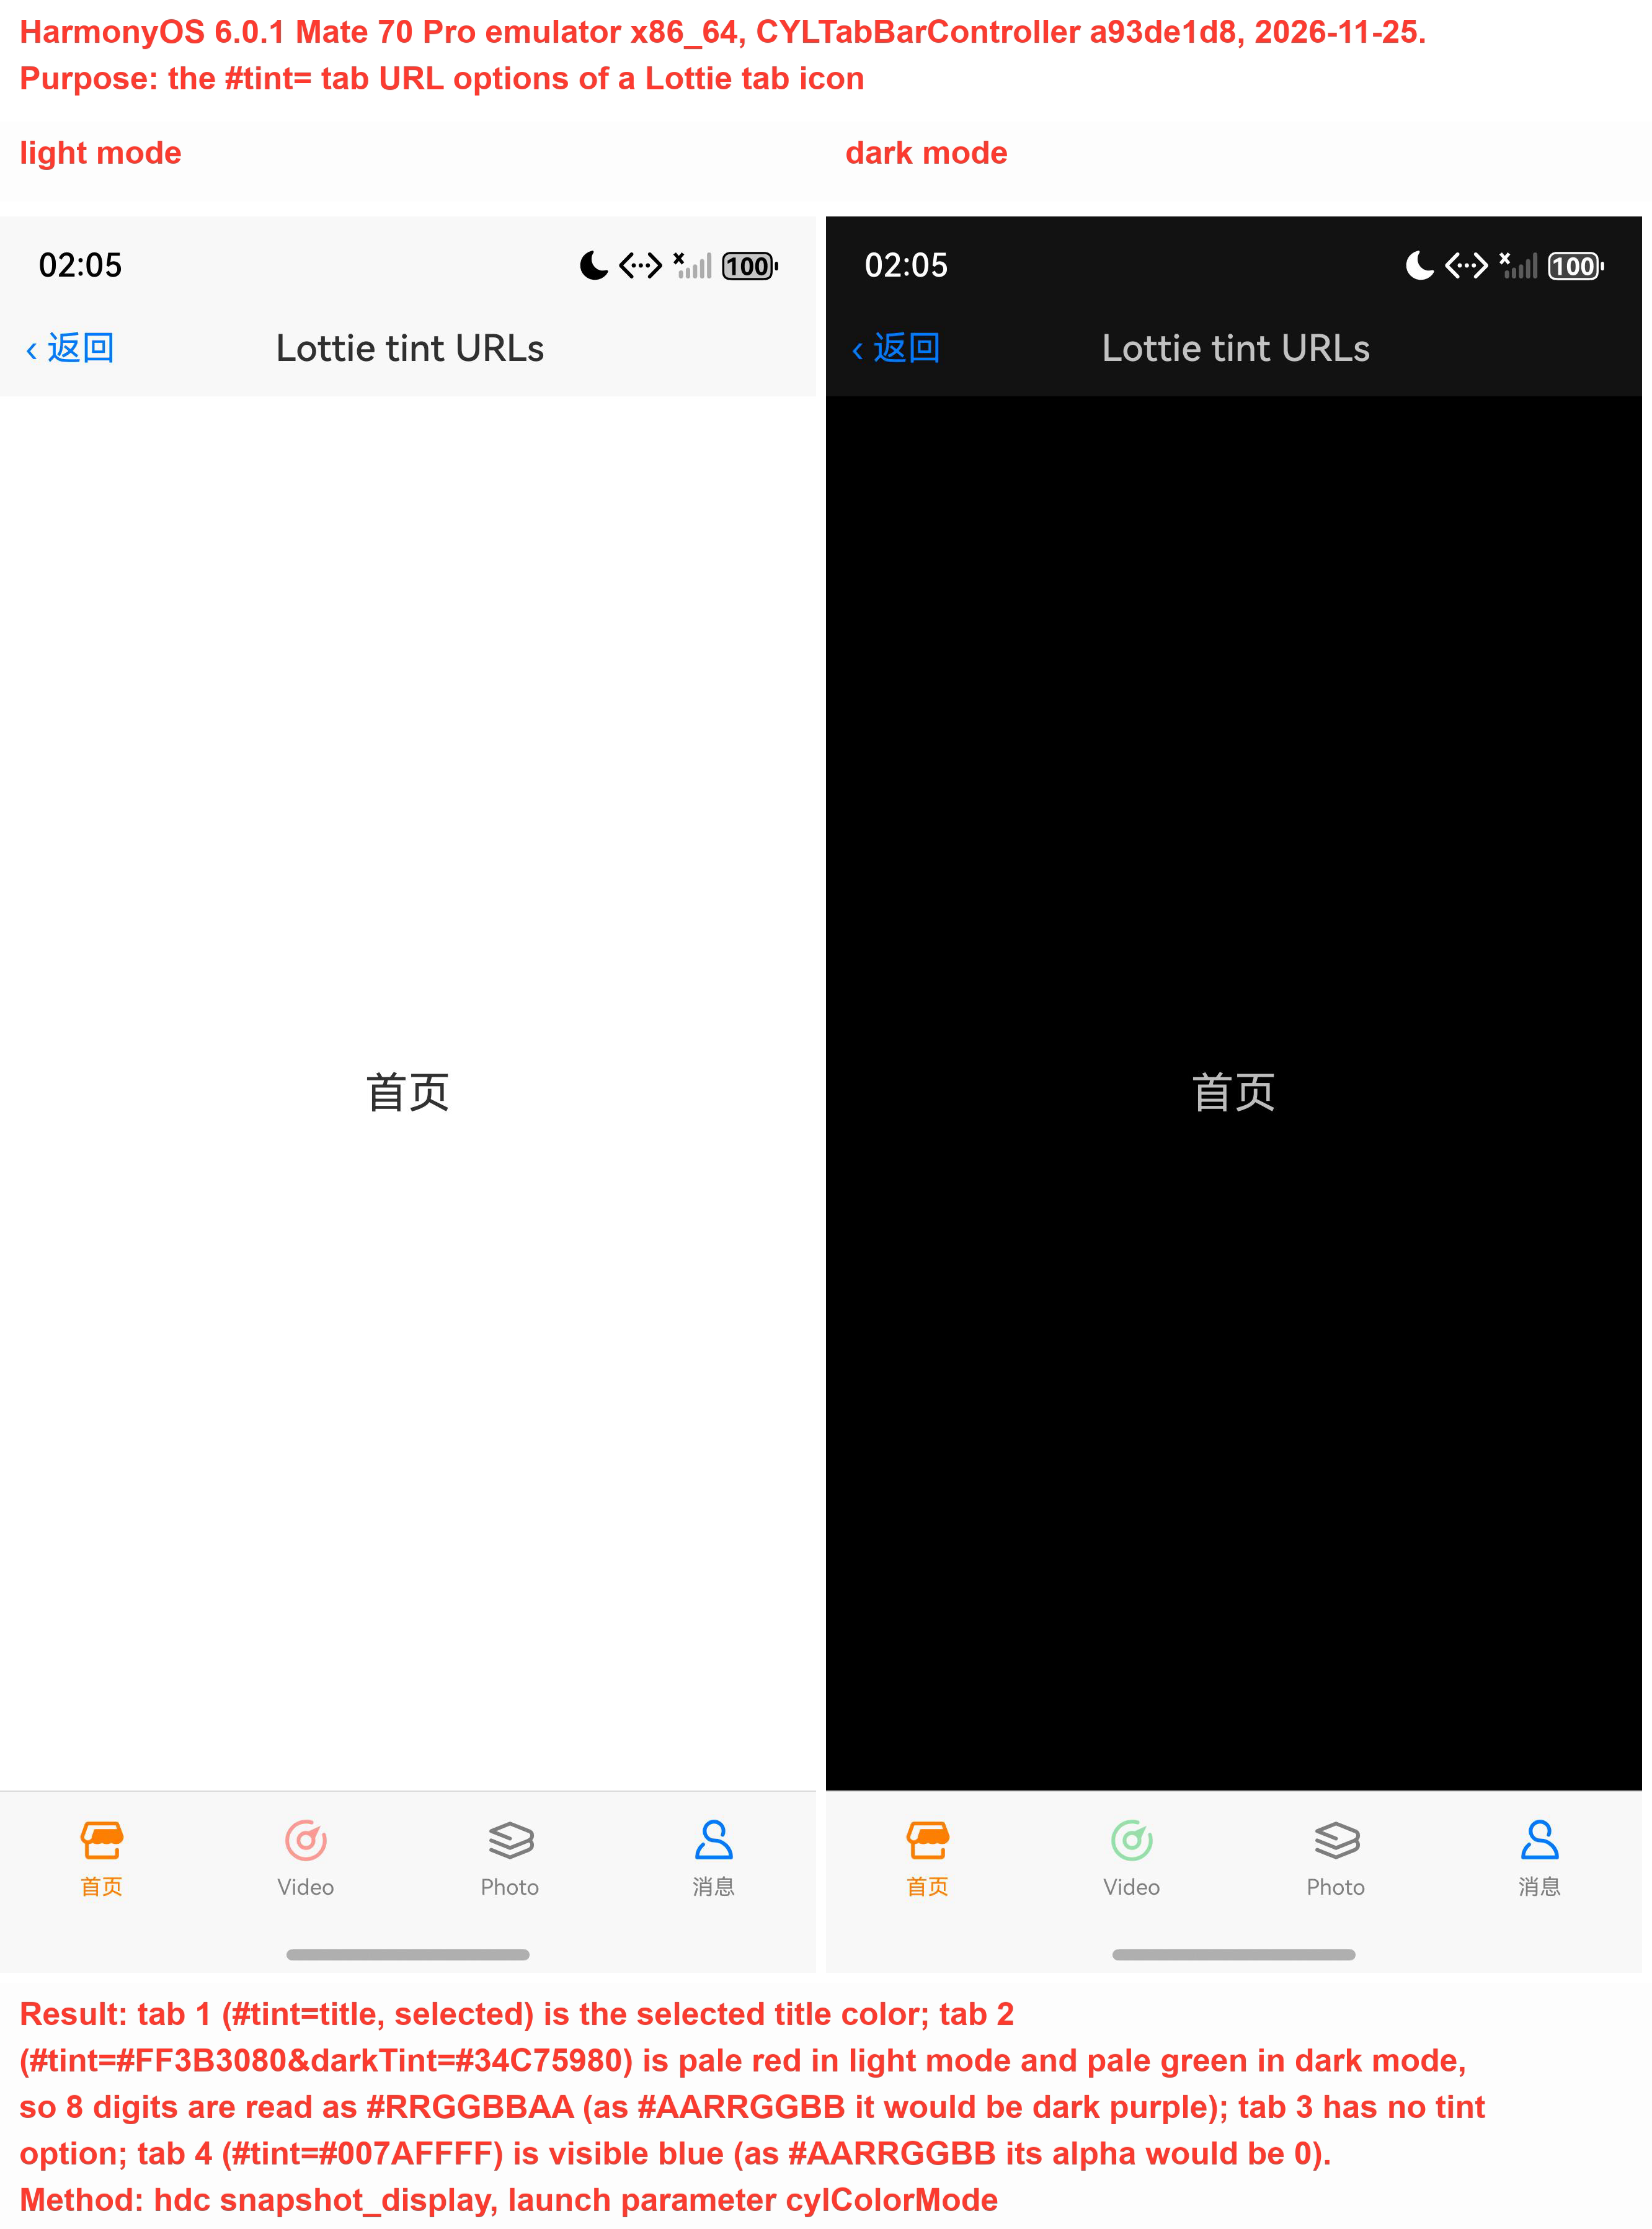 HarmonyOS 6.0.1 Mate 70 Pro emulator x86_64, CYLTabBarController a93de1d8, 2026-11-25.
Purpose: the #tint= tab URL options of a Lottie tab icon
light mode
dark mode
02:05
100
02:05
100
‹ 返回
Lottie tint URLs
‹ 返回
Lottie tint URLs
首页
首页
首页
Video
Photo
消息
首页
Video
Photo
消息
Result: tab 1 (#tint=title, selected) is the selected title color; tab 2
(#tint=#FF3B3080&darkTint=#34C75980) is pale red in light mode and pale green in dark mode,
so 8 digits are read as #RRGGBBAA (as #AARRGGBB it would be dark purple); tab 3 has no tint
option; tab 4 (#tint=#007AFFFF) is visible blue (as #AARRGGBB its alpha would be 0).
Method: hdc snapshot_display, launch parameter cylColorMode